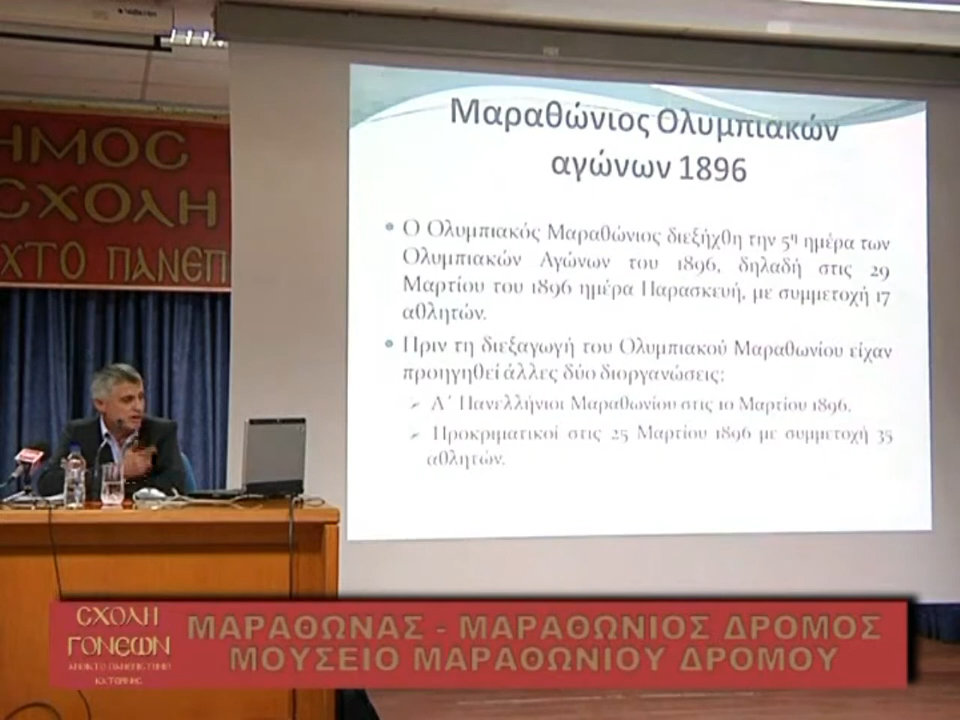 ΗΜΟΣ
ΣΧΟΛΗ
ΧΤΟ ΠΑΝΕΠ
Μαραθώνιος Ολυμπιακών
αγώνων 1896
• Ο Ολυμπιακός Μαραθώνιος διεξήχθη την 5η ημέρα των
Ολυμπιακών Αγώνων του 1896, δηλαδή στις 29
Μαρτίου του 1896 ημέρα Παρασκευή, με συμμετοχή 17
αθλητών.
• Πριν τη διεξαγωγή του Ολυμπιακού Μαραθωνίου είχαν
προηγηθεί άλλες δύο διοργανώσεις:
➢ Α΄ Πανελλήνιοι Μαραθωνίου στις 10 Μαρτίου 1896.
➢ Προκριματικοί στις 25 Μαρτίου 1896 με συμμετοχή 35
αθλητών.
ΣΧΟΛΗ
ΓΟΝΕΩΝ
ΑΝΟΙΚΤΟ ΠΑΝΕΠΙΣΤΗΜΙΟ
ΚΑΤΕΡΙΝΗΣ
ΜΑΡΑΘΩΝΑΣ - ΜΑΡΑΘΩΝΙΟΣ ΔΡΟΜΟΣ
ΜΟΥΣΕΙΟ ΜΑΡΑΘΩΝΙΟΥ ΔΡΟΜΟΥ